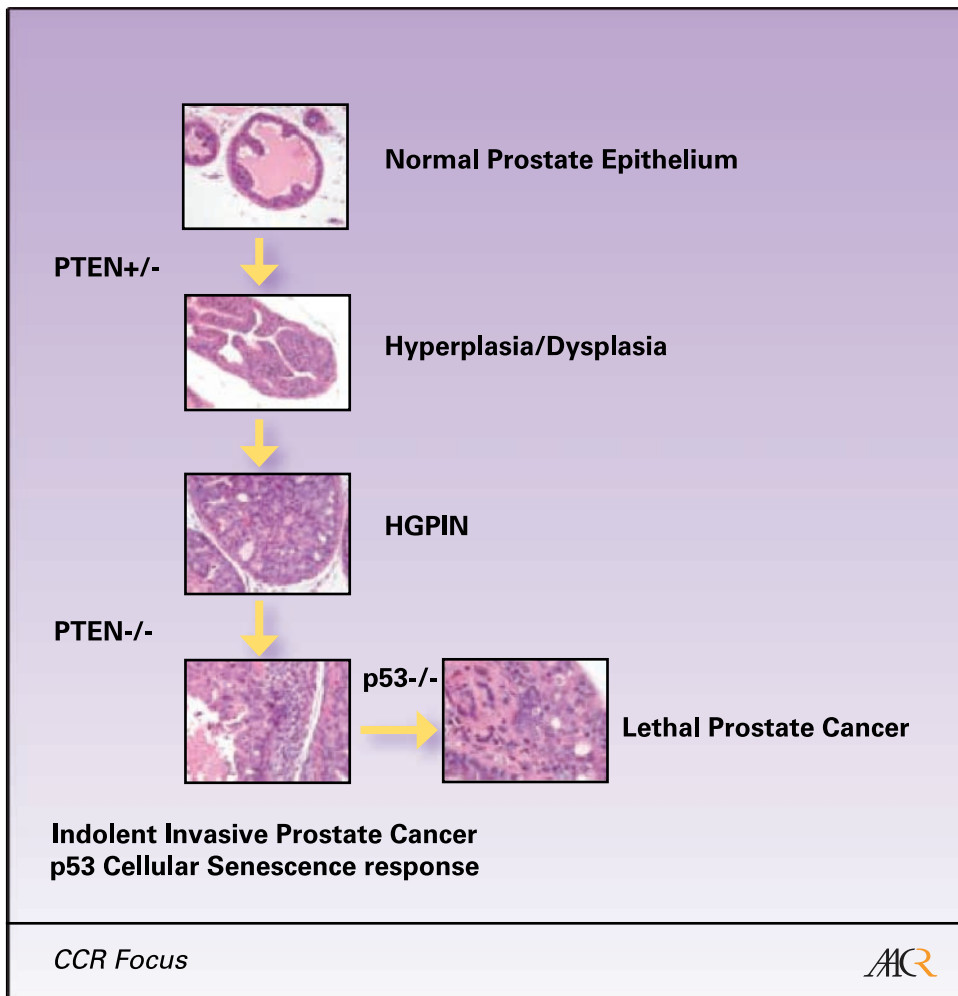 Normal Prostate Epithelium
PTEN+/-
Hyperplasia/Dysplasia
HGPIN
PTEN-/-
p53-/-
Lethal Prostate Cancer
Indolent Invasive Prostate Cancer
p53 Cellular Senescence response
CCR Focus
AACR